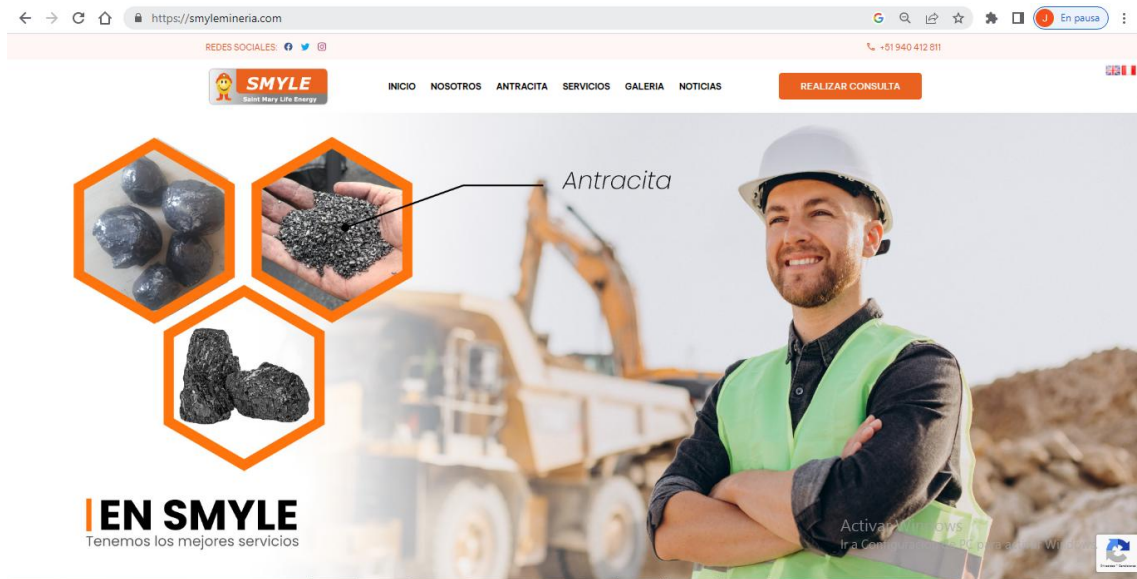 https://smylemineria.com
J
En pausa
REDES SOCIALES:
+51 940 412 811
SMYLE
Saint Mary Life Energy
INICIO NOSOTROS ANTRACITA SERVICIOS GALERIA NOTICIAS
REALIZAR CONSULTA
Antracita
EN SMYLE
Tenemos los mejores servicios
Activar Windows
Ir a